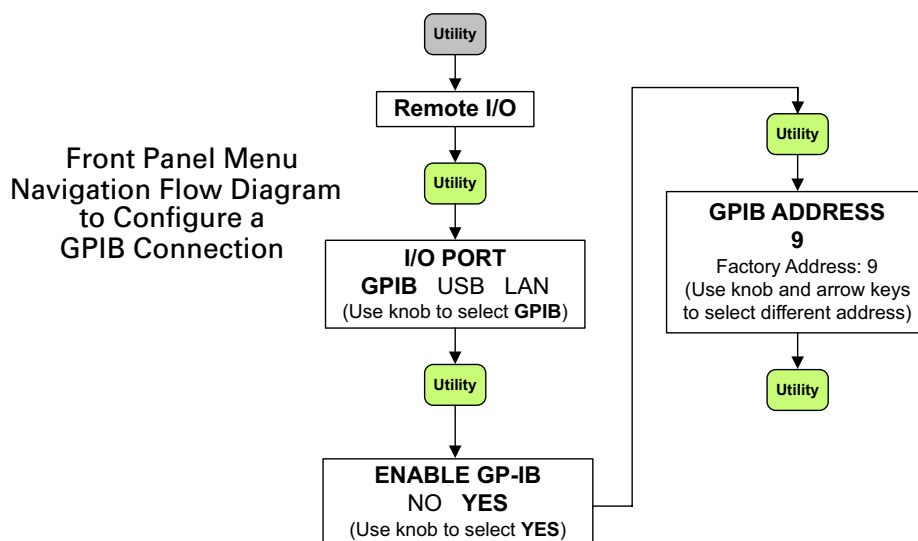 Front Panel Menu
Navigation Flow Diagram
to Configure a
GPIB Connection
Utility
Remote I/O
Utility
I/O PORT
GPIB USB LAN
(Use knob to select GPIB)
Utility
ENABLE GP-IB
NO YES
(Use knob to select YES)
Utility
GPIB ADDRESS
9
Factory Address: 9
(Use knob and arrow keys
to select different address)
Utility